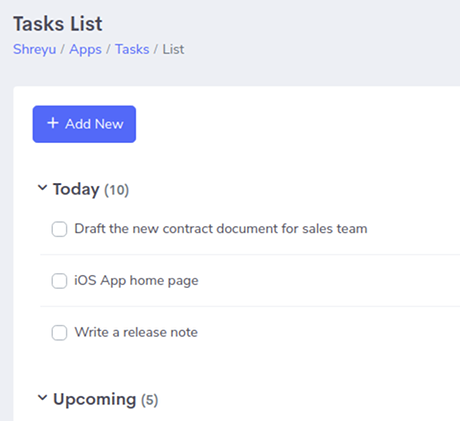 Tasks List
Shreyu / Apps / Tasks / List
+ Add New
Today (10)
Draft the new contract document for sales team
iOS App home page
Write a release note
Upcoming (5)